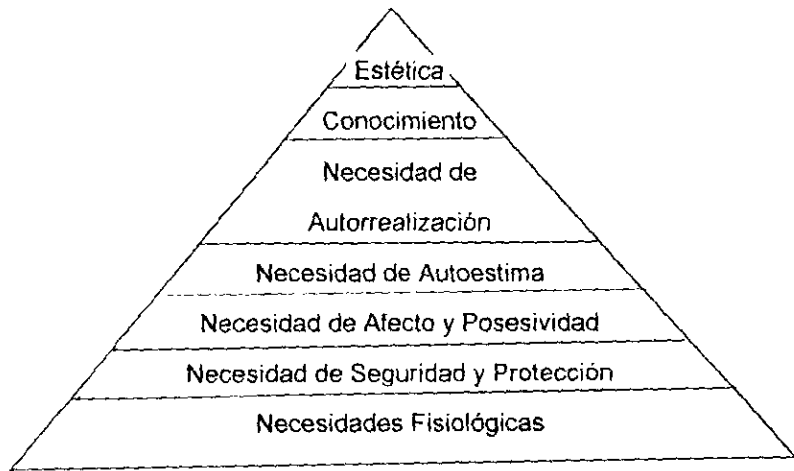 Estética
Conocimiento
Necesidad de
Autorrealización
Necesidad de Autoestima
Necesidad de Afecto y Posesividad
Necesidad de Seguridad y Protección
Necesidades Fisiológicas